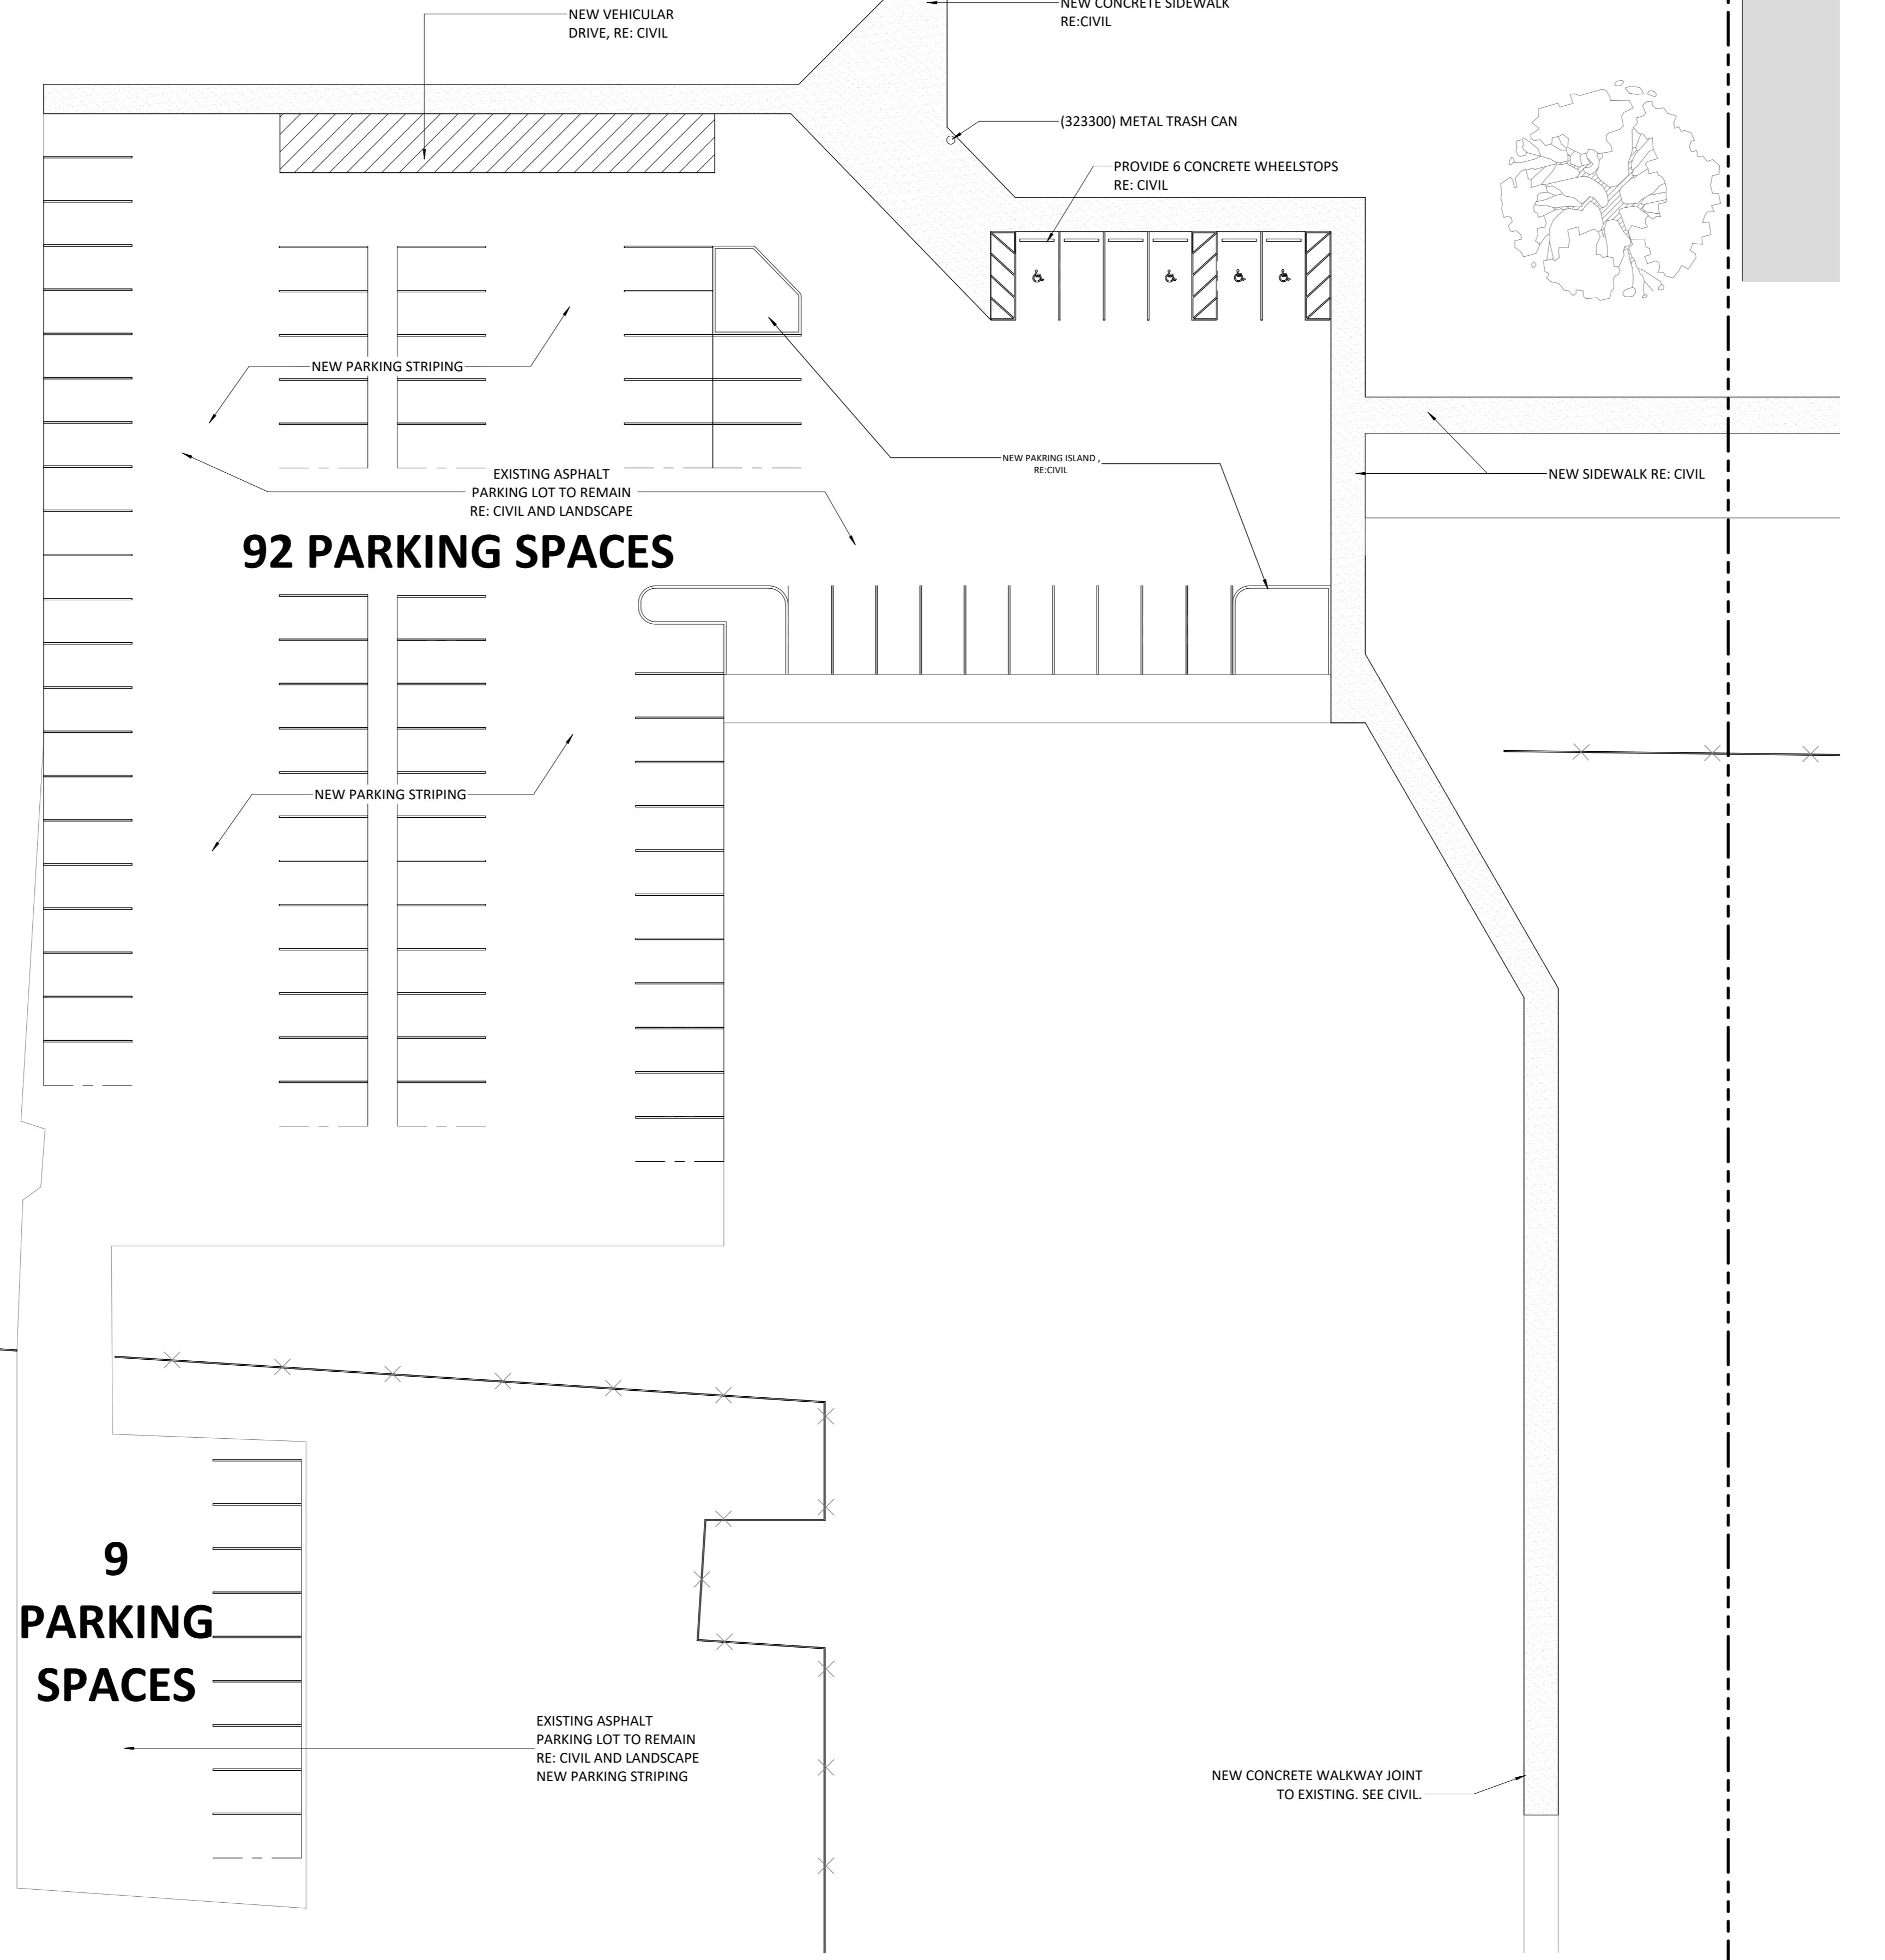 NEW VEHICULAR
DRIVE, RE: CIVIL
NEW CONCRETE SIDEWALK
RE:CIVIL
(323300) METAL TRASH CAN
PROVIDE 6 CONCRETE WHEELSTOPS
RE: CIVIL
NEW PARKING STRIPING
NEW PAKRING ISLAND ,
RE:CIVIL
EXISTING ASPHALT
PARKING LOT TO REMAIN
RE: CIVIL AND LANDSCAPE
NEW SIDEWALK RE: CIVIL
92 PARKING SPACES
NEW PARKING STRIPING
9
PARKING
SPACES
EXISTING ASPHALT
PARKING LOT TO REMAIN
RE: CIVIL AND LANDSCAPE
NEW PARKING STRIPING
NEW CONCRETE WALKWAY JOINT
TO EXISTING. SEE CIVIL.